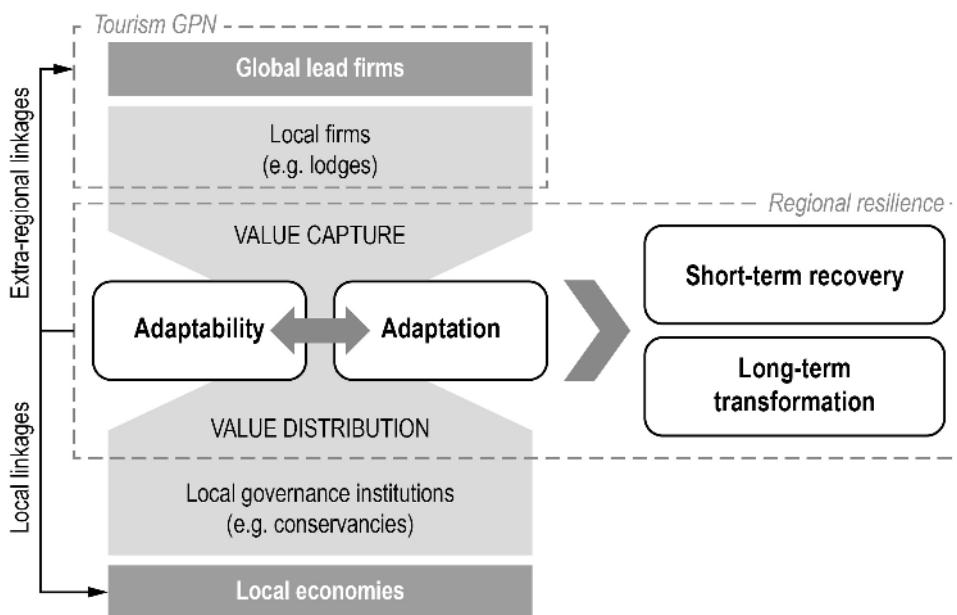 Tourism GPN
Global lead firms
Local firms
(e.g. lodges)
Extra-regional linkages
Regional resilience
VALUE CAPTURE
Short-term recovery
Adaptability
Adaptation
Long-term
transformation
VALUE DISTRIBUTION
Local linkages
Local governance institutions
(e.g. conservancies)
Local economies